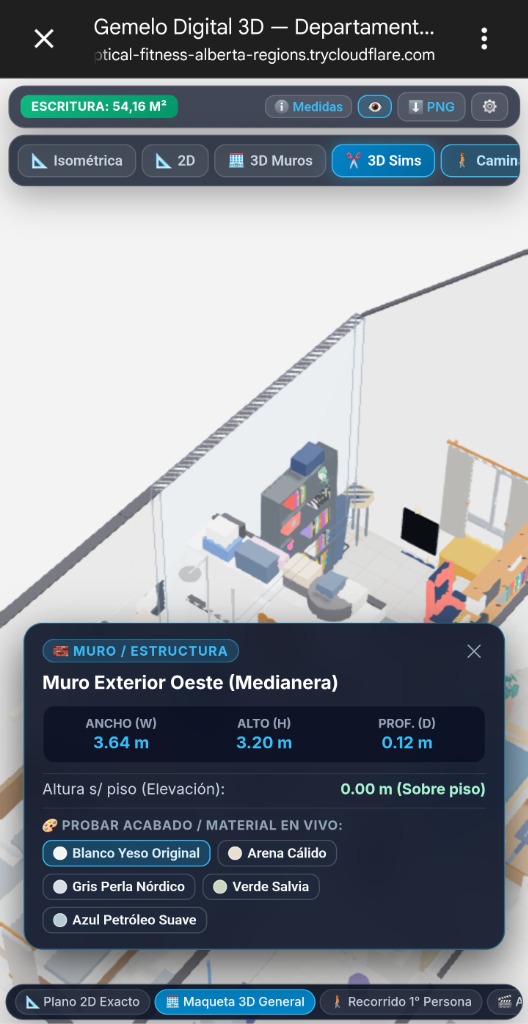 Gemelo Digital 3D — Departament...
ptical-fitness-alberta-regions.trycloudflare.com
ESCRITURA: 54,16 M²
Medidas
PNG
Isométrica
2D
3D Muros
3D Sims
Camin
MURO / ESTRUCTURA
Muro Exterior Oeste (Medianera)
ANCHO (W) ALTO (H) PROF. (D)
3.64 m 3.20 m 0.12 m
Altura s/ piso (Elevación): 0.00 m (Sobre piso)
PROBAR ACABADO / MATERIAL EN VIVO:
Blanco Yeso Original
Arena Cálido
Gris Perla Nórdico
Verde Salvia
Azul Petróleo Suave
Plano 2D Exacto
Maqueta 3D General
Recorrido 1° Persona